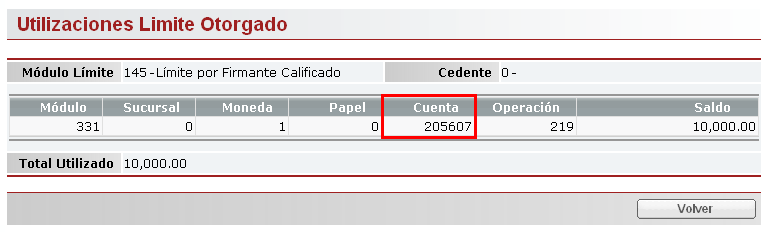 Utilizaciones Limite Otorgado
Módulo Límite 145-Límite por Firmante Calificado Cedente 0-
Módulo Sucursal Moneda Papel Cuenta Operación Saldo
331 0 1 0 205607 219 10,000.00
Total Utilizado 10,000.00
Volver